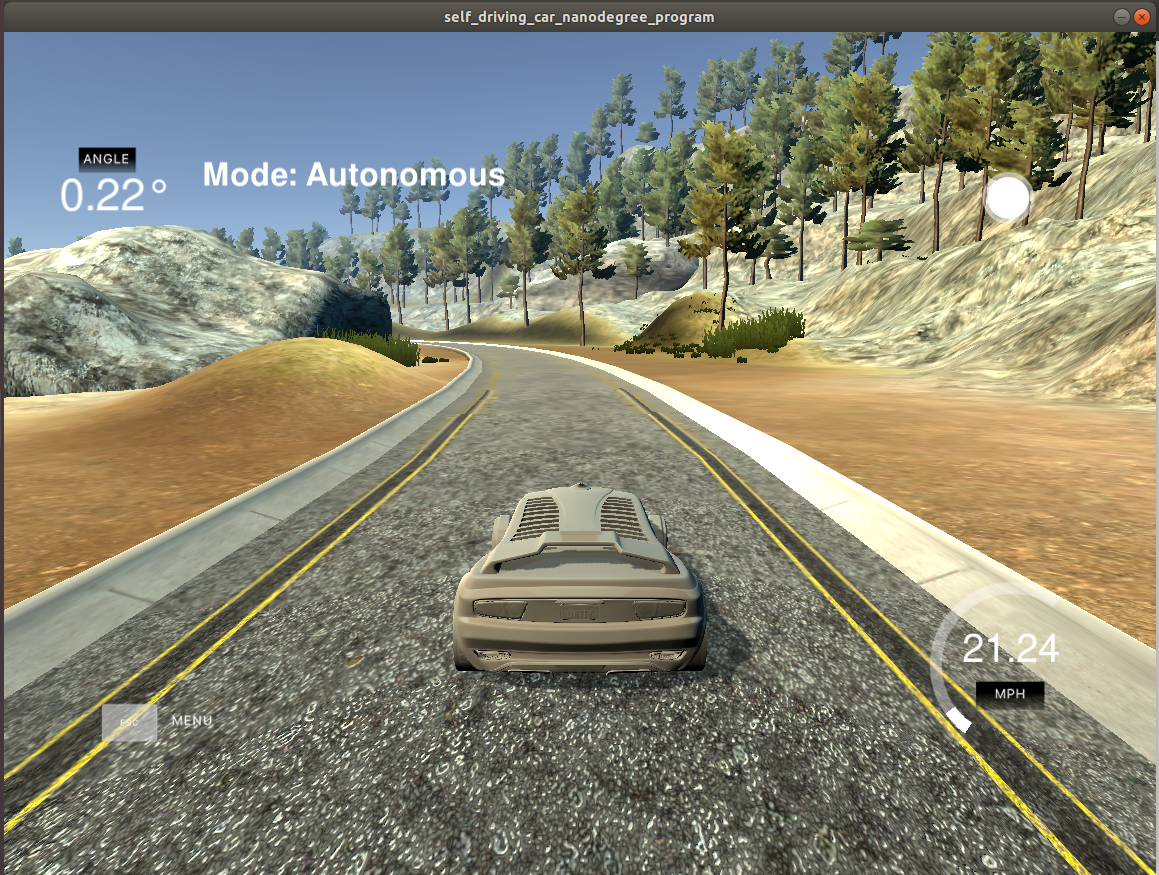 self_driving_car_nanodegree_program
ANGLE
0.22°
Mode: Autonomous
21.24
MPH
ESC MENU